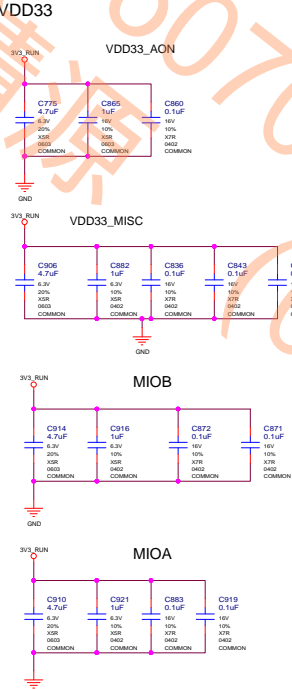 VDD33
VDD33_AON
3V3_RUN
C775
4.7uF
6.3V
20%
X5R
0603
COMMON
C865
1uF
16V
10%
X5R
0603
COMMON
C860
0.1uF
16V
10%
X7R
0402
COMMON
GND
3V3_RUN
VDD33_MISC
C906
4.7uF
6.3V
20%
X5R
0603
COMMON
C882
1uF
6.3V
10%
X5R
0402
COMMON
C836
0.1uF
16V
10%
X7R
0402
COMMON
C843
0.1uF
16V
10%
X7R
0402
COMMON
GND
3V3_RUN
MIOB
C914
4.7uF
6.3V
20%
X5R
0603
COMMON
C916
1uF
6.3V
10%
X5R
0402
COMMON
C872
0.1uF
16V
10%
X7R
0402
COMMON
C871
0.1uF
16V
10%
X7R
0402
COMMON
GND
3V3_RUN
MIOA
C910
4.7uF
6.3V
20%
X5R
0603
COMMON
C921
1uF
6.3V
10%
X5R
0402
COMMON
C883
0.1uF
16V
10%
X7R
0402
COMMON
C919
0.1uF
16V
10%
X7R
0402
COMMON